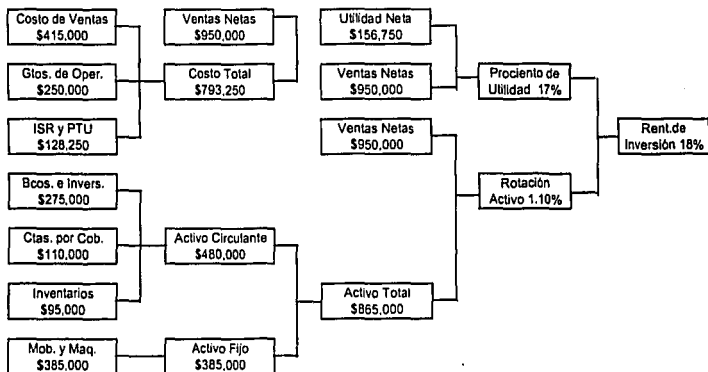 Costo de Ventas
$415,000
Ventas Netas
$950,000
Utilidad Neta
$156,750
Gtos. de Oper.
$250,000
Costo Total
$793,250
Ventas Netas
$950,000
Prociento de
Utilidad 17%
ISR y PTU
$128,250
Ventas Netas
$950,000
Rent.de
Inversión 18%
Bcos. e Invers.
$275,000
Rotación
Activo 1.10%
Ctas. por Cob.
$110,000
Activo Circulante
$480,000
Inventarios
$95,000
Activo Total
$865,000
Mob. y Maq.
$385,000
Activo Fijo
$385,000